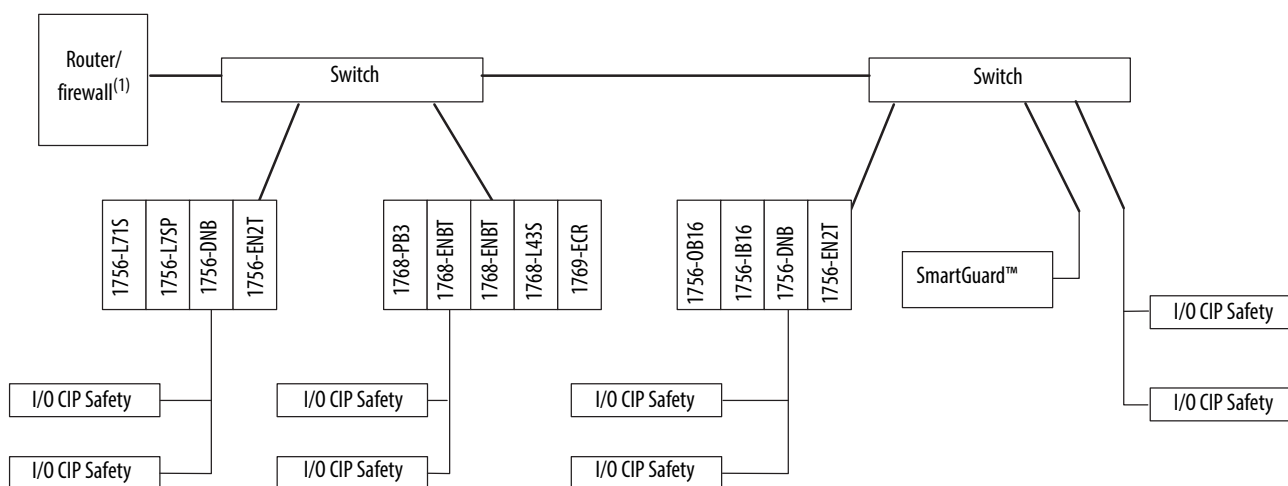 Router/
firewall(1)
Switch
Switch
1756-L71S
1756-L7SP
1756-DNB
1756-EN2T
1768-PB3
1768-ENBT
1768-ENBT
1768-L43S
1769-ECR
1756-OB16
1756-IB16
1756-DNB
1756-EN2T
SmartGuard™
I/O CIP Safety
I/O CIP Safety
I/O CIP Safety
I/O CIP Safety
I/O CIP Safety
I/O CIP Safety
I/O CIP Safety
I/O CIP Safety